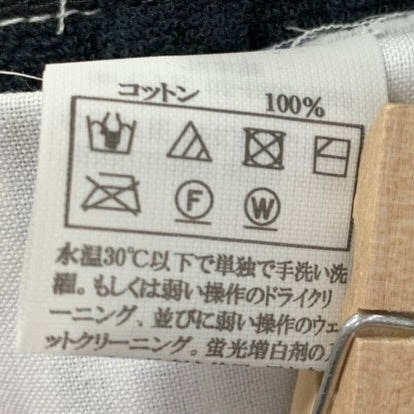 コットン 100%
F W
水温30℃以下で単独で手洗い洗
濯。もしくは弱い操作のドライクリ
ーニング、並びに弱い操作のウェ
ットクリーニング。蛍光増白剤の